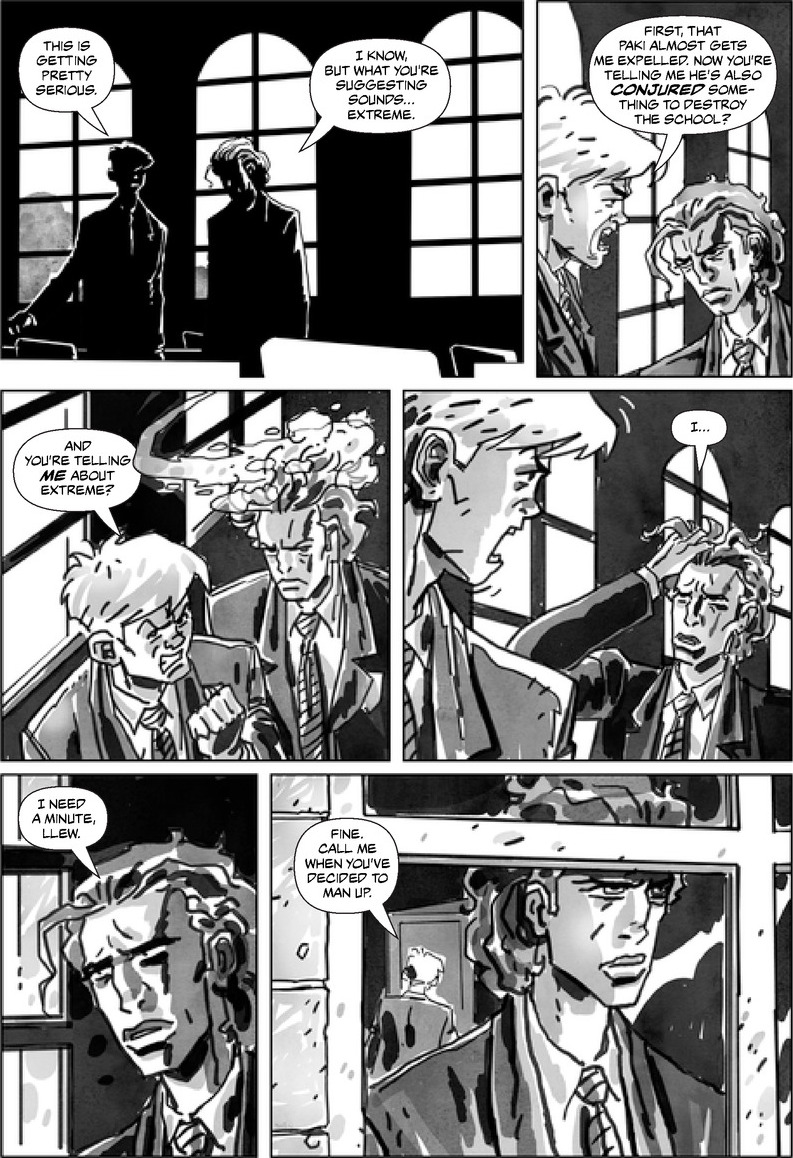 THIS IS
GETTING
PRETTY
SERIOUS.
I KNOW,
BUT WHAT YOU'RE
SUGGESTING
SOUNDS...
EXTREME.
FIRST, THAT
PAKI ALMOST GETS
ME EXPELLED. NOW YOU'RE
TELLING ME HE'S ALSO
CONJURED SOME-
THING TO DESTROY
THE SCHOOL?
AND
YOU'RE TELLING
ME ABOUT
EXTREME?
I...
I NEED
A MINUTE,
LLEW.
FINE.
CALL ME
WHEN YOU'VE
DECIDED TO
MAN UP.